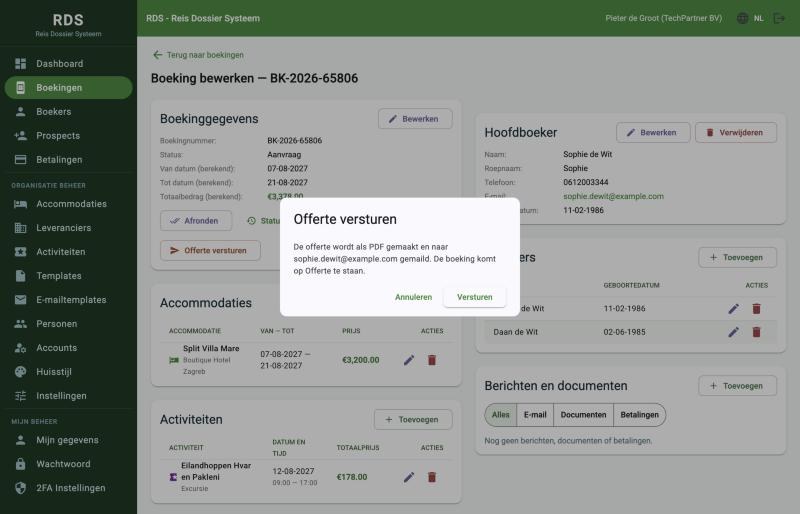 RDS
Reis Dossier Systeem
Dashboard
Boekingen
Boekers
Prospects
Betalingen
ORGANISATIE BEHEER
Accommodaties
Leveranciers
Activiteiten
Templates
E-mailtemplates
Personen
Accounts
Huisstijl
Instellingen
MIJN BEHEER
Mijn gegevens
Wachtwoord
2FA Instellingen
RDS - Reis Dossier Systeem
Pieter de Groot (TechPartner BV)
NL
Terug naar boekingen
Boeking bewerken — BK-2026-65806
Boekinggegevens
Bewerken
Boekingnummer: BK-2026-65806
Status: Aanvraag
Van datum (berekend): 07-08-2027
Tot datum (berekend): 21-08-2027
Totaalbedrag (berekend): €3,378.00
Afronden
Statu
Offerte versturen
Accommodaties
ACCOMMODATIE VAN — TOT PRIJS ACTIES
Split Villa Mare
Boutique Hotel
Zagreb
07-08-2027 —
21-08-2027
€3,200.00
Activiteiten
Toevoegen
ACTIVITEIT DATUM EN TIJD TOTAALPRIJS ACTIES
Eilandhoppen Hvar
en Pakleni
Excursie
12-08-2027
09:00 — 17:00
€178.00
Offerte versturen
De offerte wordt als PDF gemaakt en naar
sophie.dewit@example.com gemaild. De boeking komt
op Offerte te staan.
Annuleren
Versturen
Hoofdboeker
Bewerken
Verwijderen
Naam: Sophie de Wit
Roepnaam: Sophie
Telefoon: 0612003344
E-mail: sophie.dewit@example.com
datum: 11-02-1986
ers
Toevoegen
GEBOORTEDATUM ACTIES
de Wit 11-02-1986
Daan de Wit 02-06-1985
Berichten en documenten
Toevoegen
Alles
E-mail
Documenten
Betalingen
Nog geen berichten, documenten of betalingen.